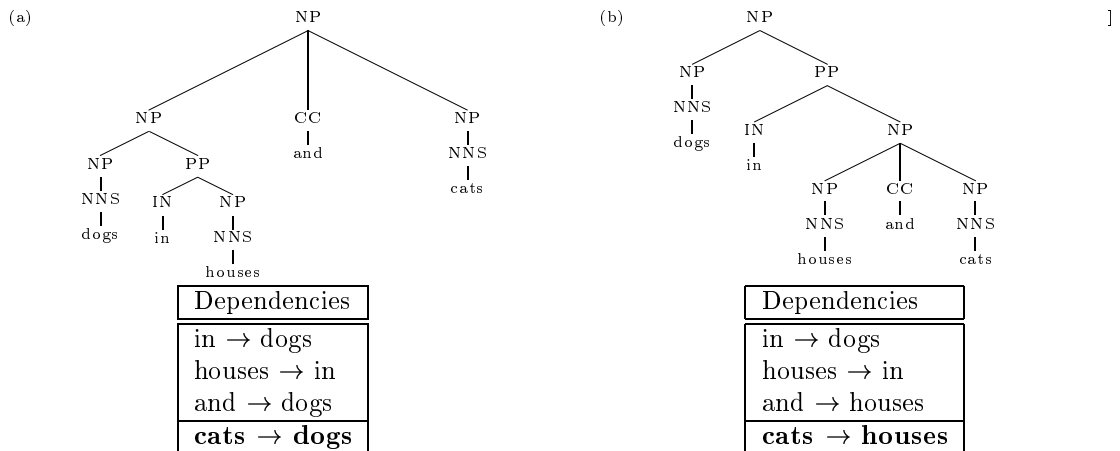 (a)
NP
NP CC NP
and
NP PP NNS
cats
NNS IN NP
dogs in NNS
houses
Dependencies
in → dogs
houses → in
and → dogs
cats → dogs
(b)
NP
NP PP
NNS
dogs IN NP
in
NP CC NP
NNS and NNS
houses cats
Dependencies
in → dogs
houses → in
and → houses
cats → houses